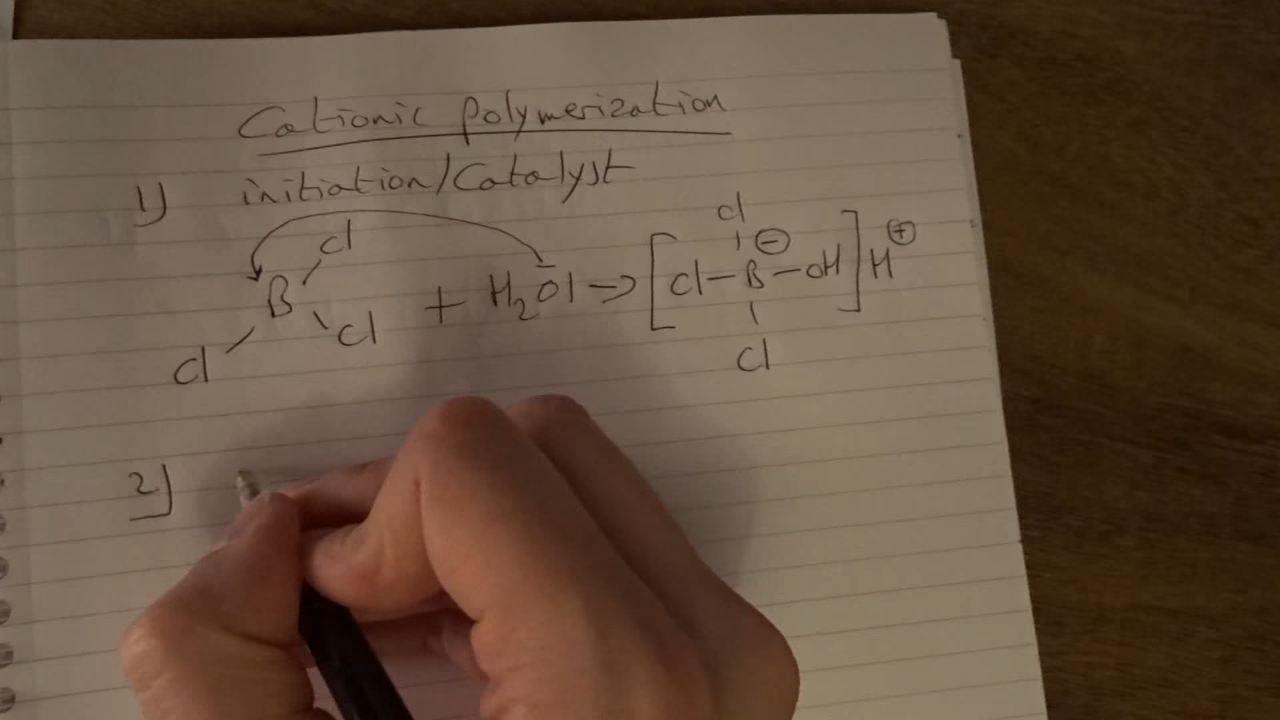 Cationic polymerization
1) initiation/Catalyst
Cl
B
Cl
Cl
+ H₂O| → [Cl-B-OH]H⊕
Cl
⊖
Cl
2)